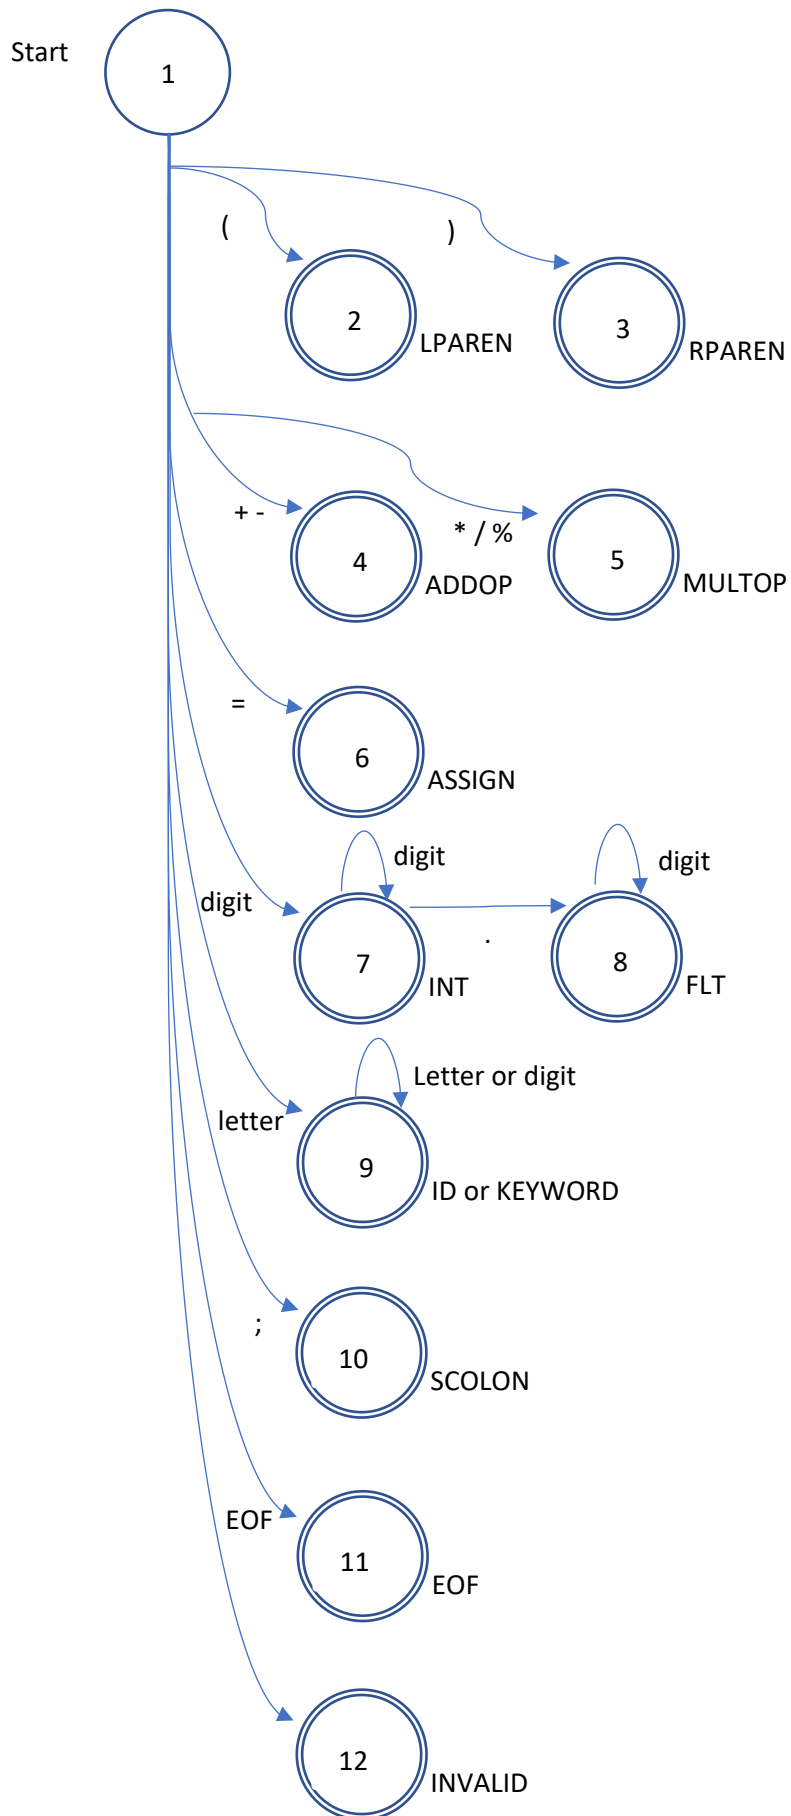 Start
1
(
)
2
LPAREN
3
RPAREN
+ -
* / %
4
ADDOP
5
MULTOP
=
6
ASSIGN
digit
digit
digit
.
7
INT
8
FLT
Letter or digit
letter
9
ID or KEYWORD
;
10
SCOLON
EOF
11
EOF
12
INVALID